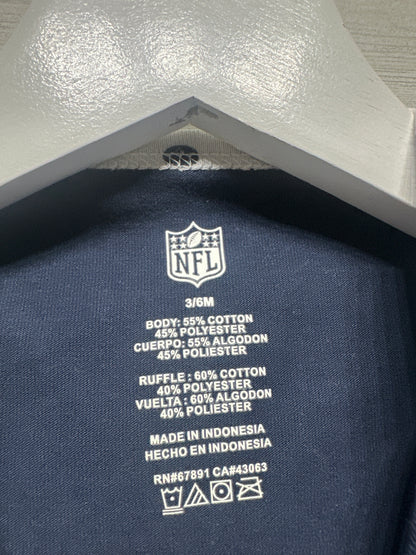 NFL
3/6M
BODY: 55% COTTON
45% POLYESTER
CUERPO: 55% ALGODON
45% POLIESTER
RUFFLE : 60% COTTON
40% POLYESTER
VUELTA : 60% ALGODON
40% POLIESTER
MADE IN INDONESIA
HECHO EN INDONESIA
RN#67891 CA#43063